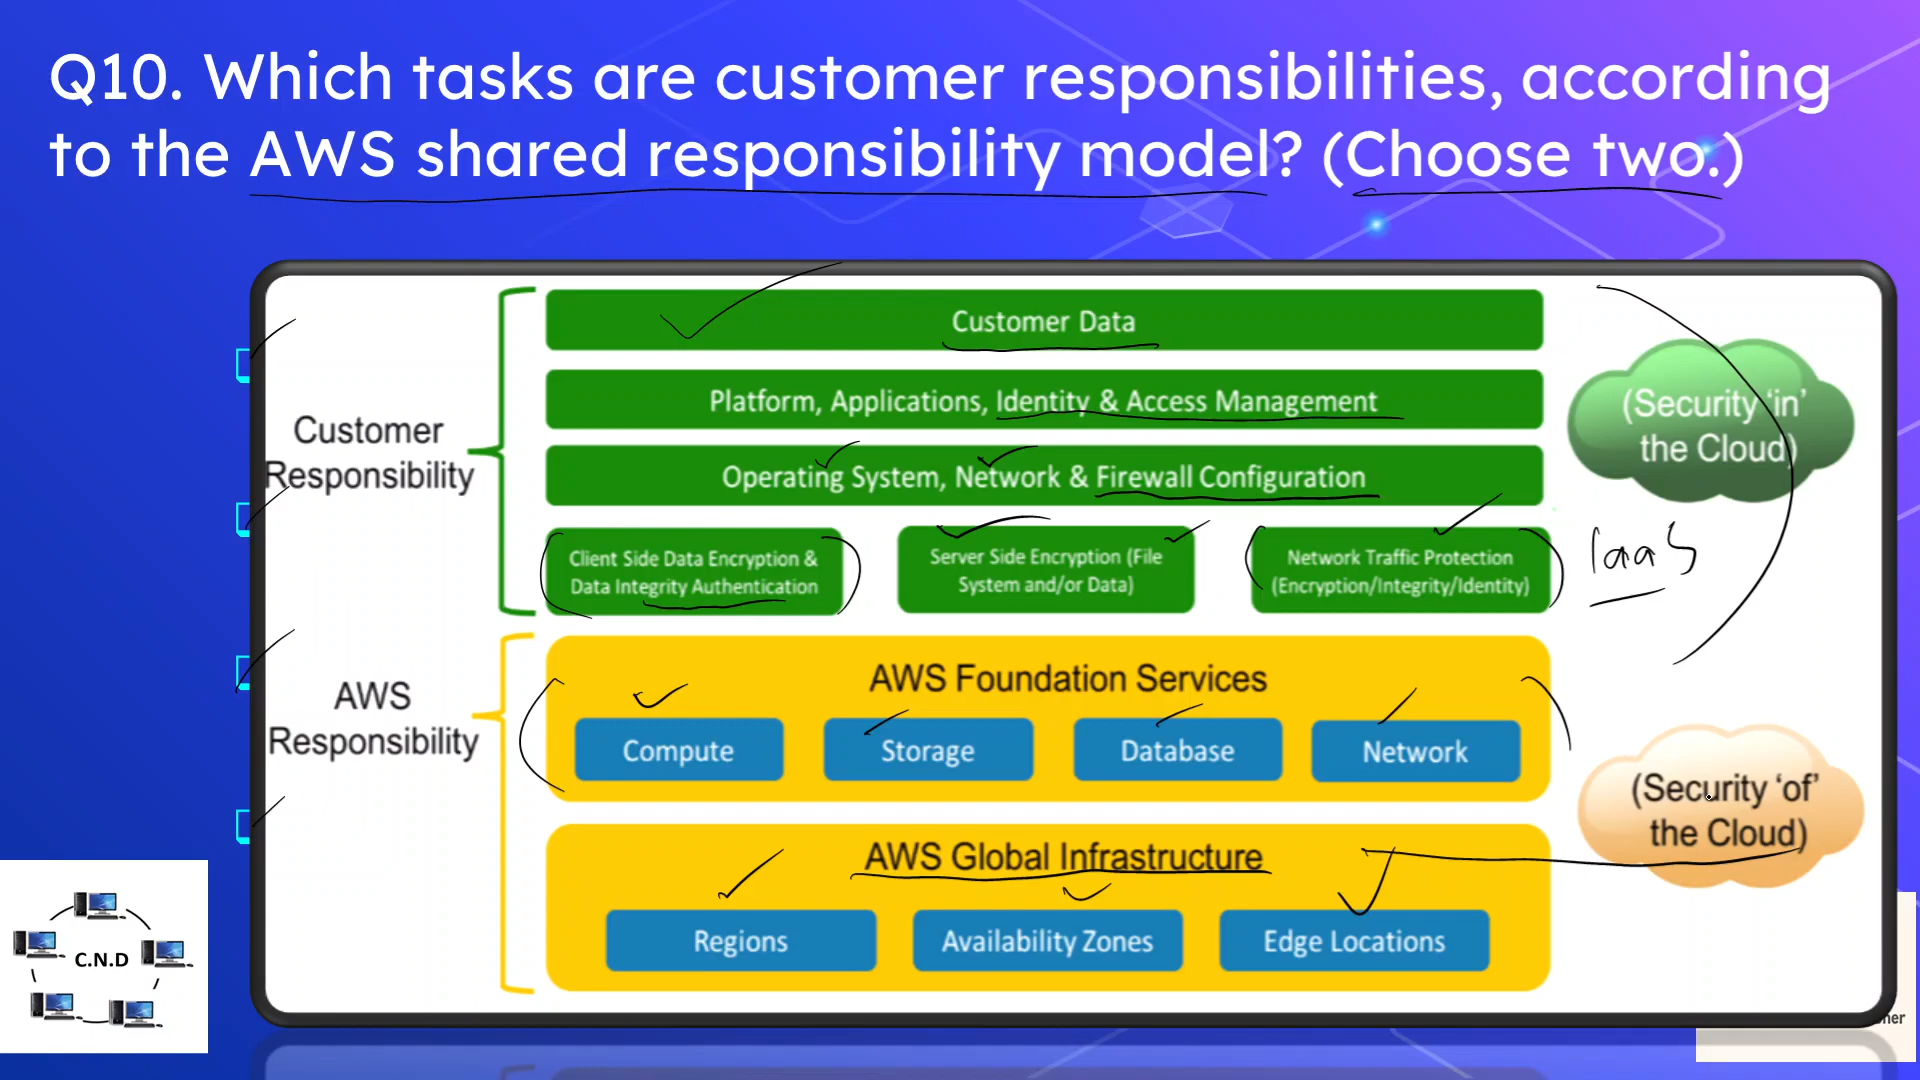 Q10. Which tasks are customer responsibilities, according
to the AWS shared responsibility model? (Choose two.)
Customer Data
Platform, Applications, Identity & Access Management
(Security ‘in’
the Cloud)
Customer
Responsibility
Operating System, Network & Firewall Configuration
Client Side Data Encryption &
Data Integrity Authentication
Server Side Encryption (File
System and/or Data)
Network Traffic Protection
(Encryption/Integrity/Identity)
IaaS
AWS
Responsibility
AWS Foundation Services
Compute
Storage
Database
Network
(Security ‘of’
the Cloud)
AWS Global Infrastructure
Regions
Availability Zones
Edge Locations
C.N.D